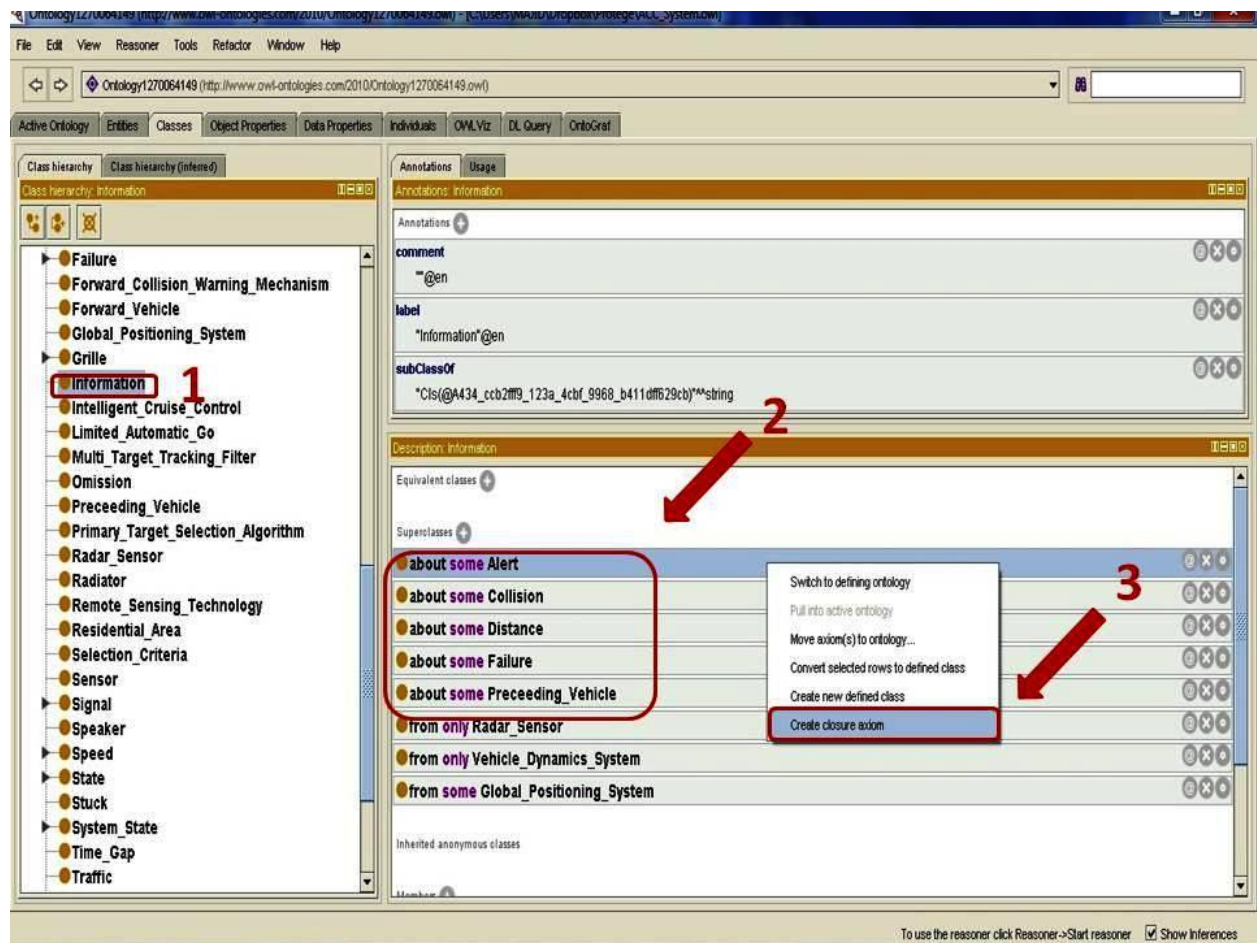 Ontology1270064149 (http://www.owl-ontologies.com/2010/Ontology1270064149.owl) - [C:\Users\MAJID\Dropbox\Protege\ACC_System.owl]
File Edit View Reasoner Tools Refactor Window Help
Ontology1270064149 (http://www.owl-ontologies.com/2010/Ontology1270064149.owl)
Active Ontology Entities Classes Object Properties Data Properties Individuals OWLViz DL Query OntoGraf
Class hierarchy Class hierarchy (inferred)
Class hierarchy: Information
Failure
Forward_Collision_Warning_Mechanism
Forward_Vehicle
Global_Positioning_System
Grille
Information
1
Intelligent_Cruise_Control
Limited_Automatic_Go
Multi_Target_Tracking_Filter
Omission
Preceeding_Vehicle
Primary_Target_Selection_Algorithm
Radar_Sensor
Radiator
Remote_Sensing_Technology
Residential_Area
Selection_Criteria
Sensor
Signal
Speaker
Speed
State
Stuck
System_State
Time_Gap
Traffic
Annotations Usage
Annotations: Information
Annotations
comment
""@en
label
"Information"@en
subClassOf
"Cls(@A434_ccb2fff9_123a_4cbf_9968_b411dff629cb)"^^string
2
Description: Information
Equivalent classes
Superclasses
about some Alert
about some Collision
about some Distance
about some Failure
about some Preceeding_Vehicle
from only Radar_Sensor
from only Vehicle_Dynamics_System
from some Global_Positioning_System
Switch to defining ontology
Pull into active ontology
Move axiom(s) to ontology...
Convert selected rows to defined class
Create new defined class
Create closure axiom
3
Inherited anonymous classes
Members
To use the reasoner click Reasoner->Start reasoner Show Inferences